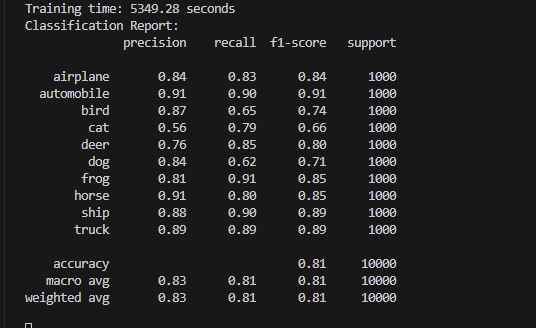 Training time: 5349.28 seconds
Classification Report:
precision recall f1-score support
airplane 0.84 0.83 0.84 1000
automobile 0.91 0.90 0.91 1000
bird 0.87 0.65 0.74 1000
cat 0.56 0.79 0.66 1000
deer 0.76 0.85 0.80 1000
dog 0.84 0.62 0.71 1000
frog 0.81 0.91 0.85 1000
horse 0.91 0.80 0.85 1000
ship 0.88 0.90 0.89 1000
truck 0.89 0.89 0.89 1000
accuracy 0.81 10000
macro avg 0.83 0.81 0.81 10000
weighted avg 0.83 0.81 0.81 10000